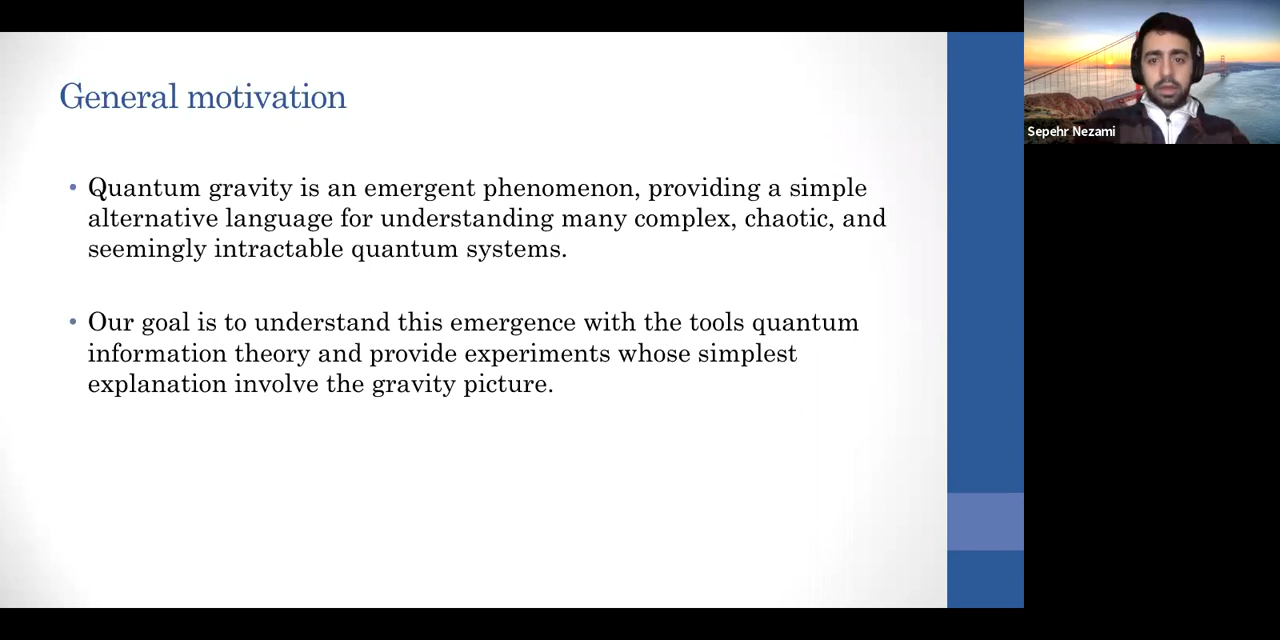 General motivation
• Quantum gravity is an emergent phenomenon, providing a simple
alternative language for understanding many complex, chaotic, and
seemingly intractable quantum systems.
• Our goal is to understand this emergence with the tools quantum
information theory and provide experiments whose simplest
explanation involve the gravity picture.
Sepehr Nezami